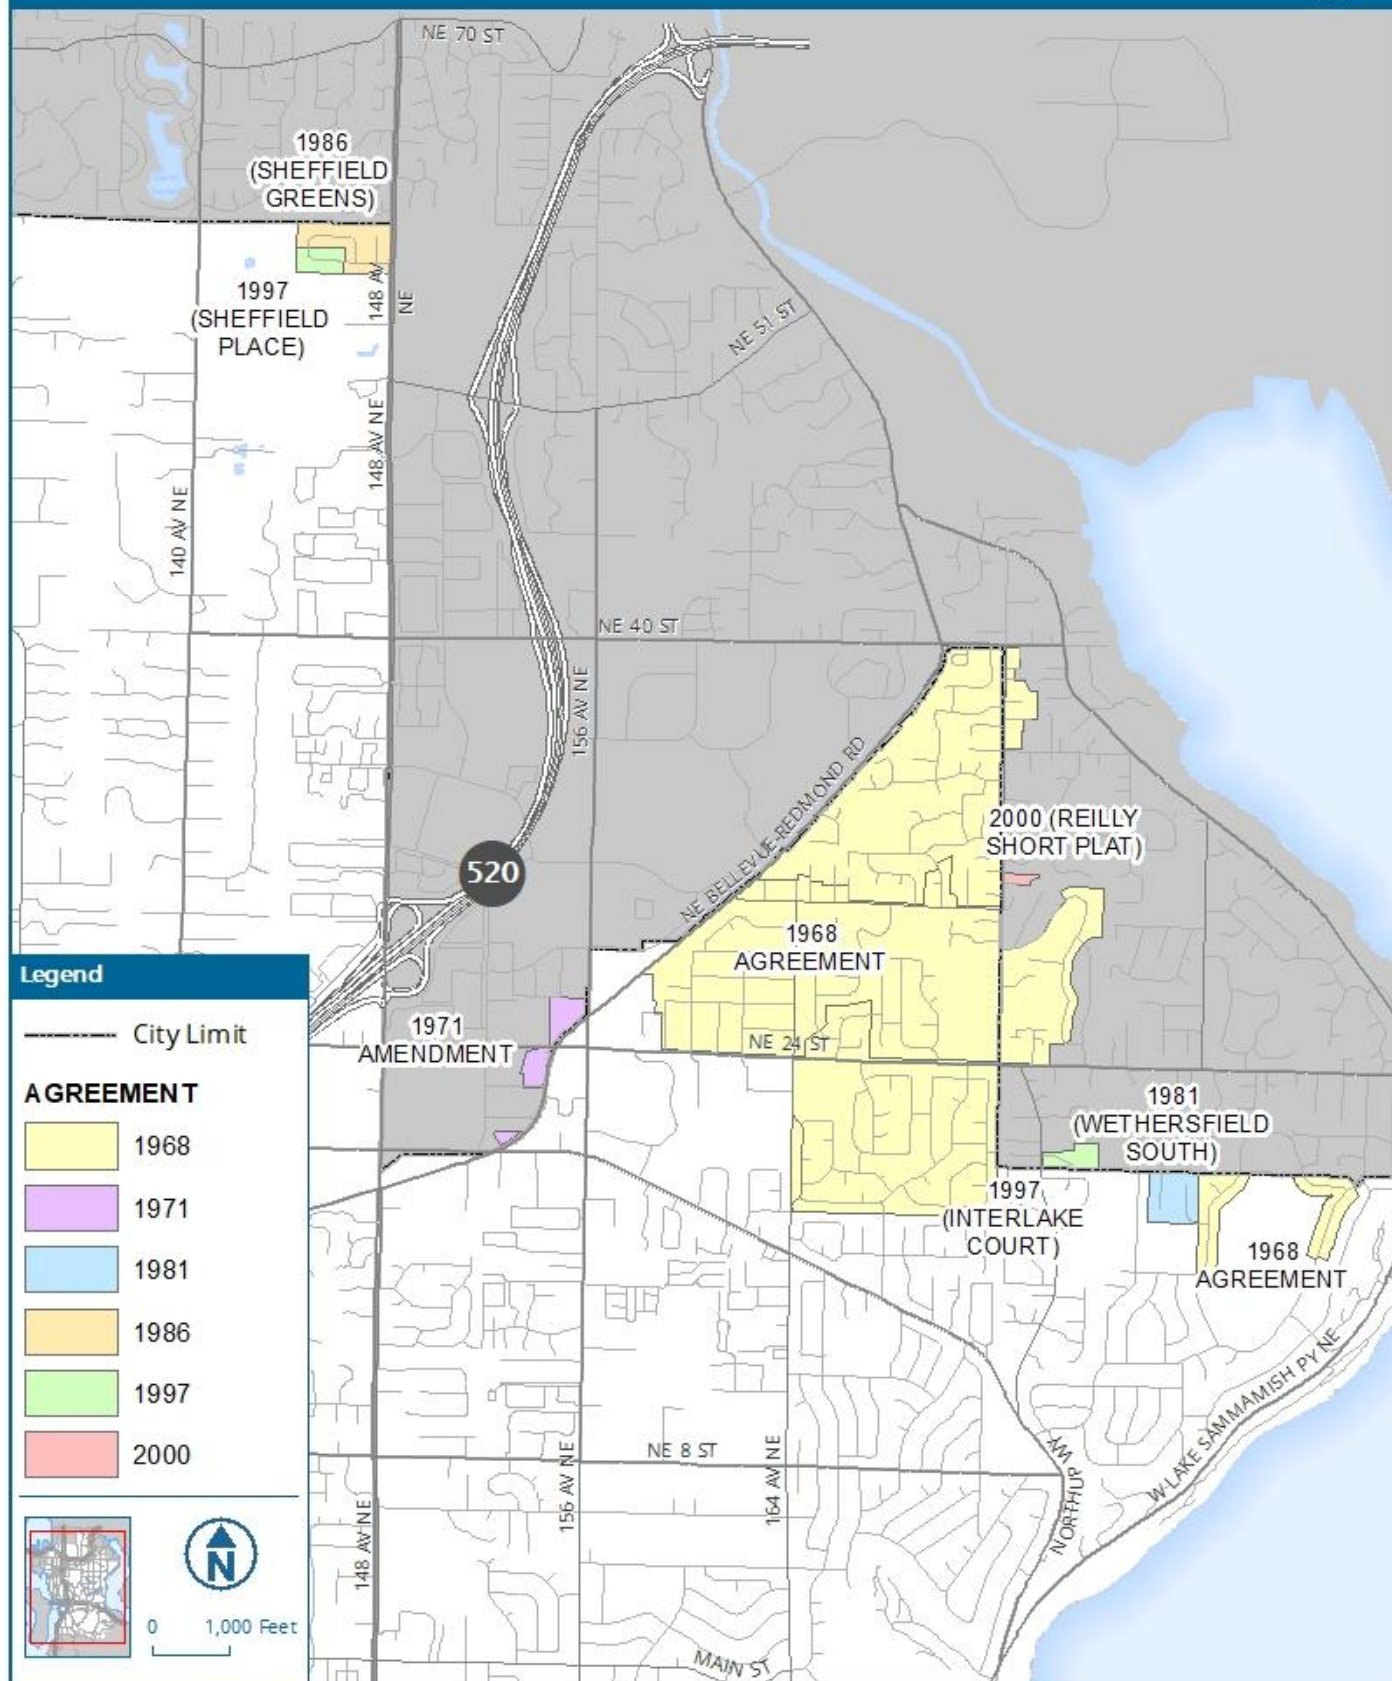 NE 70 ST
1986
(SHEFFIELD
GREENS)
1997
(SHEFFIELD
PLACE)
148 AV
NE
NE 51 ST
148 AV NE
140 AV NE
NE 40 ST
156 AV NE
NE BELLEVUE-REDMOND RD
2000 (REILLY
SHORT PLAT)
520
1968
AGREEMENT
1971
AMENDMENT
NE 24 ST
1981
(WETHERSFIELD
SOUTH)
1997
(INTERLAKE
COURT)
1968
AGREEMENT
W LAKE SAMMAMISH PY NE
NE 8 ST
156 AV NE
164 AV NE
148 AV NE
NORTHUP WY
MAIN ST
Legend
City Limit
AGREEMENT
1968
1971
1981
1986
1997
2000
N
0 1,000 Feet